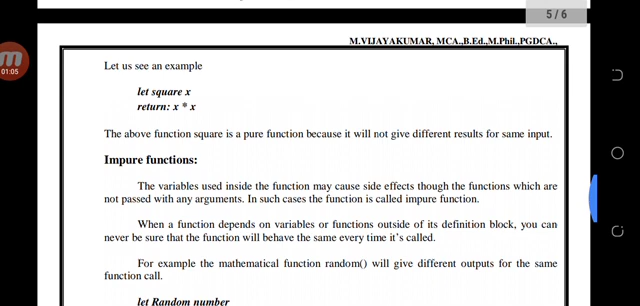 5 / 6
M.VIJAYAKUMAR, MCA.,B.Ed.,M.Phil.,PGDCA.,
01:05
Let us see an example
let square x
return: x * x
The above function square is a pure function because it will not give different results for same input.
Impure functions:
The variables used inside the function may cause side effects though the functions which are
not passed with any arguments. In such cases the function is called impure function.
When a function depends on variables or functions outside of its definition block, you can
never be sure that the function will behave the same every time it's called.
For example the mathematical function random() will give different outputs for the same
function call.
let Random number